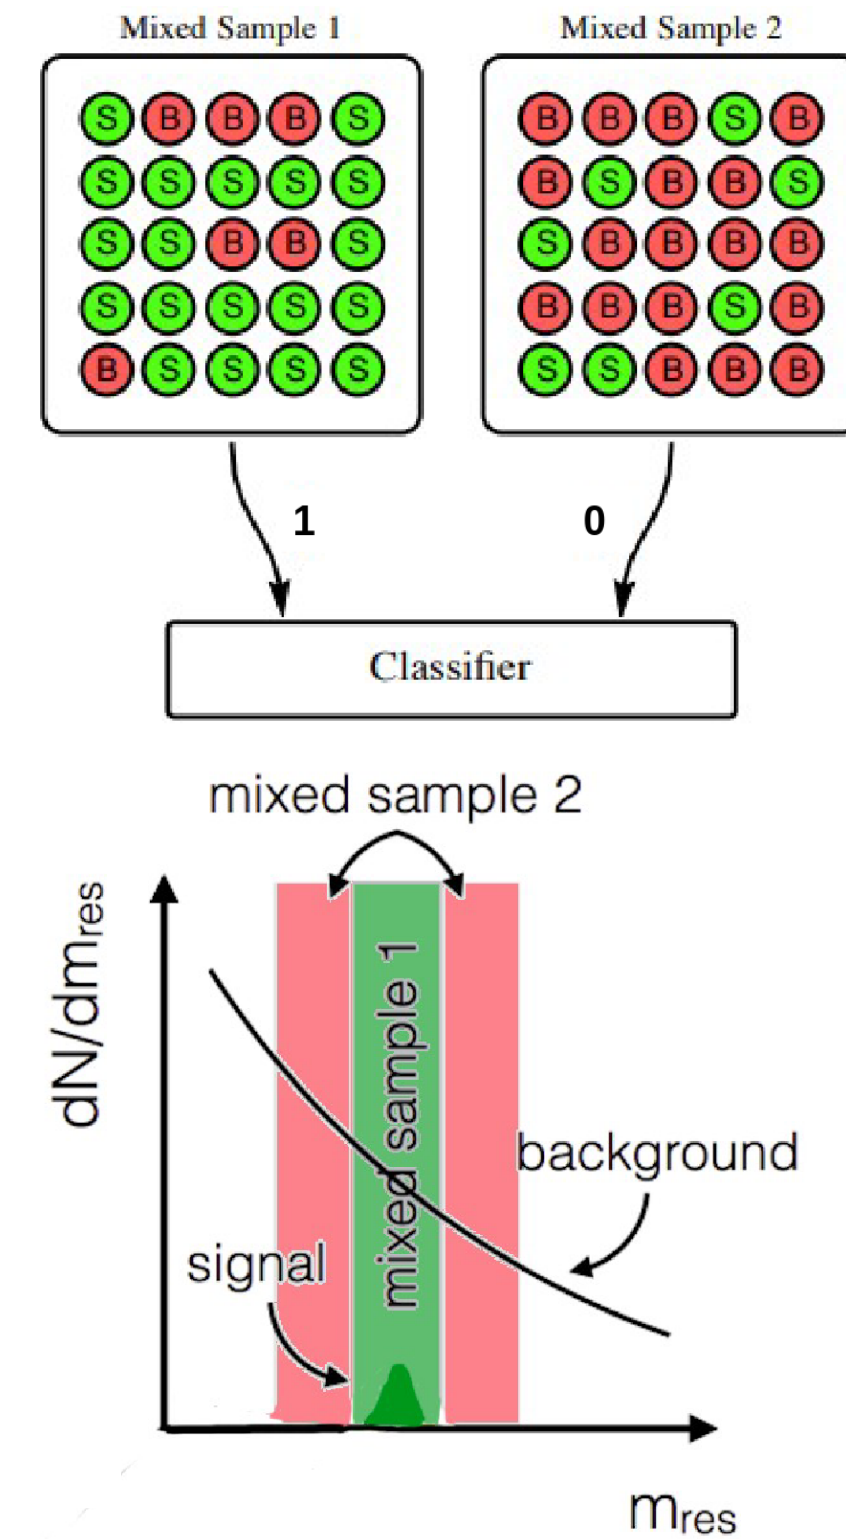 Mixed Sample 1
Mixed Sample 2
S B B B S
S S S S S
S S B B S
S S S S S
B S S S S
B B B S B
B S B B S
S B B B B
B B B S B
S S B B B
1
0
Classifier
mixed sample 2
dN/dmres
mixed sample 1
background
signal
mres